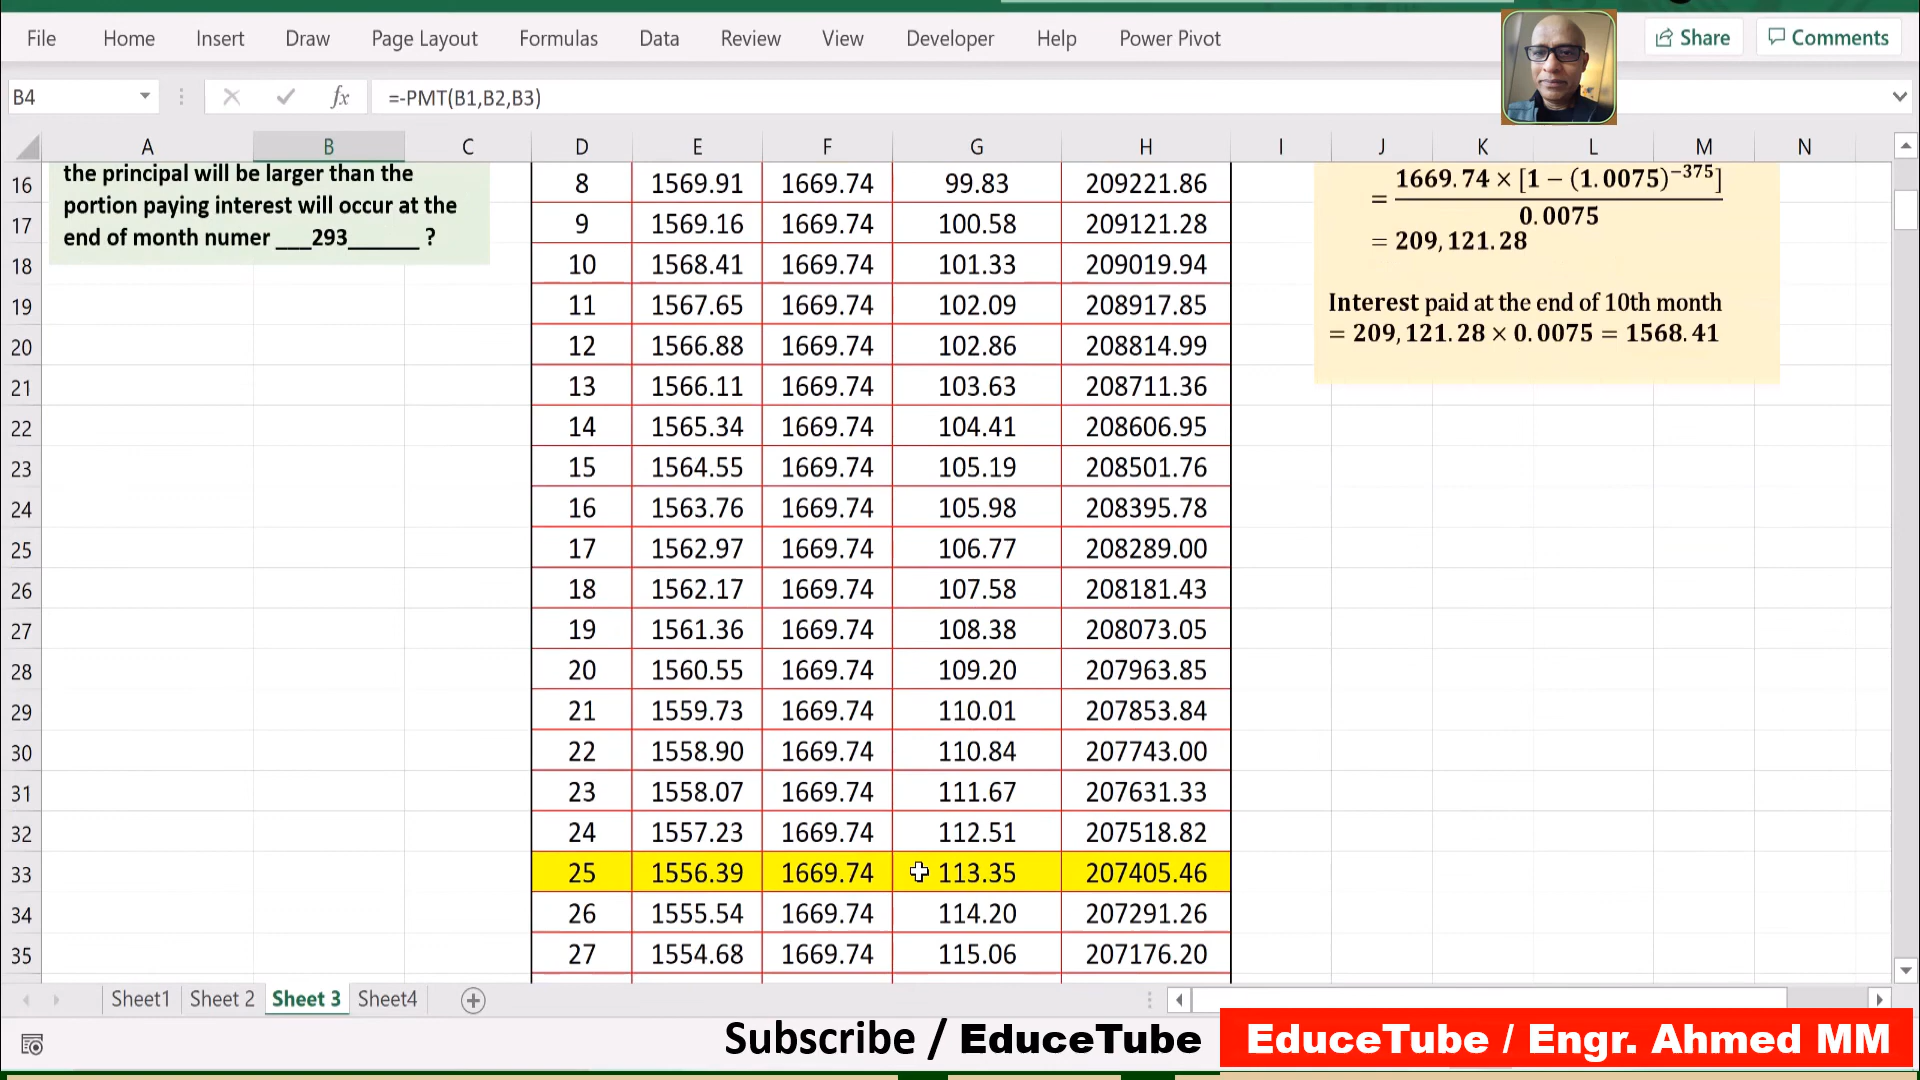 File Home Insert Draw Page Layout Formulas Data Review View Developer Help Power Pivot Share Comments
B4 fx =-PMT(B1,B2,B3)
A B C D E F G H I J K L M N
the principal will be larger than the
portion paying interest will occur at the
end of month numer ___293______ ?
16 8 1569.91 1669.74 99.83 209221.86
17 9 1569.16 1669.74 100.58 209121.28
18 10 1568.41 1669.74 101.33 209019.94
19 11 1567.65 1669.74 102.09 208917.85
20 12 1566.88 1669.74 102.86 208814.99
21 13 1566.11 1669.74 103.63 208711.36
22 14 1565.34 1669.74 104.41 208606.95
23 15 1564.55 1669.74 105.19 208501.76
24 16 1563.76 1669.74 105.98 208395.78
25 17 1562.97 1669.74 106.77 208289.00
26 18 1562.17 1669.74 107.58 208181.43
27 19 1561.36 1669.74 108.38 208073.05
28 20 1560.55 1669.74 109.20 207963.85
29 21 1559.73 1669.74 110.01 207853.84
30 22 1558.90 1669.74 110.84 207743.00
31 23 1558.07 1669.74 111.67 207631.33
32 24 1557.23 1669.74 112.51 207518.82
33 25 1556.39 1669.74 113.35 207405.46
34 26 1555.54 1669.74 114.20 207291.26
35 27 1554.68 1669.74 115.06 207176.20
1669.74 × [1 − (1.0075)⁻³⁷⁵]
=
0.0075
= 209,121.28
Interest paid at the end of 10th month
= 209,121.28 × 0.0075 = 1568.41
Sheet1 Sheet 2 Sheet 3 Sheet4
Subscribe / EduceTube EduceTube / Engr. Ahmed MM